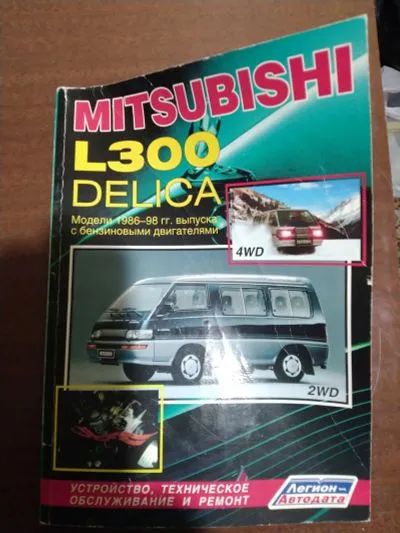 MITSUBISHI
L300
DELICA
Модели 1986-98 гг. выпуска
с бензиновыми двигателями
4WD
2WD
УСТРОЙСТВО, ТЕХНИЧЕСКОЕ
ОБСЛУЖИВАНИЕ И РЕМОНТ
Легион
Автодата